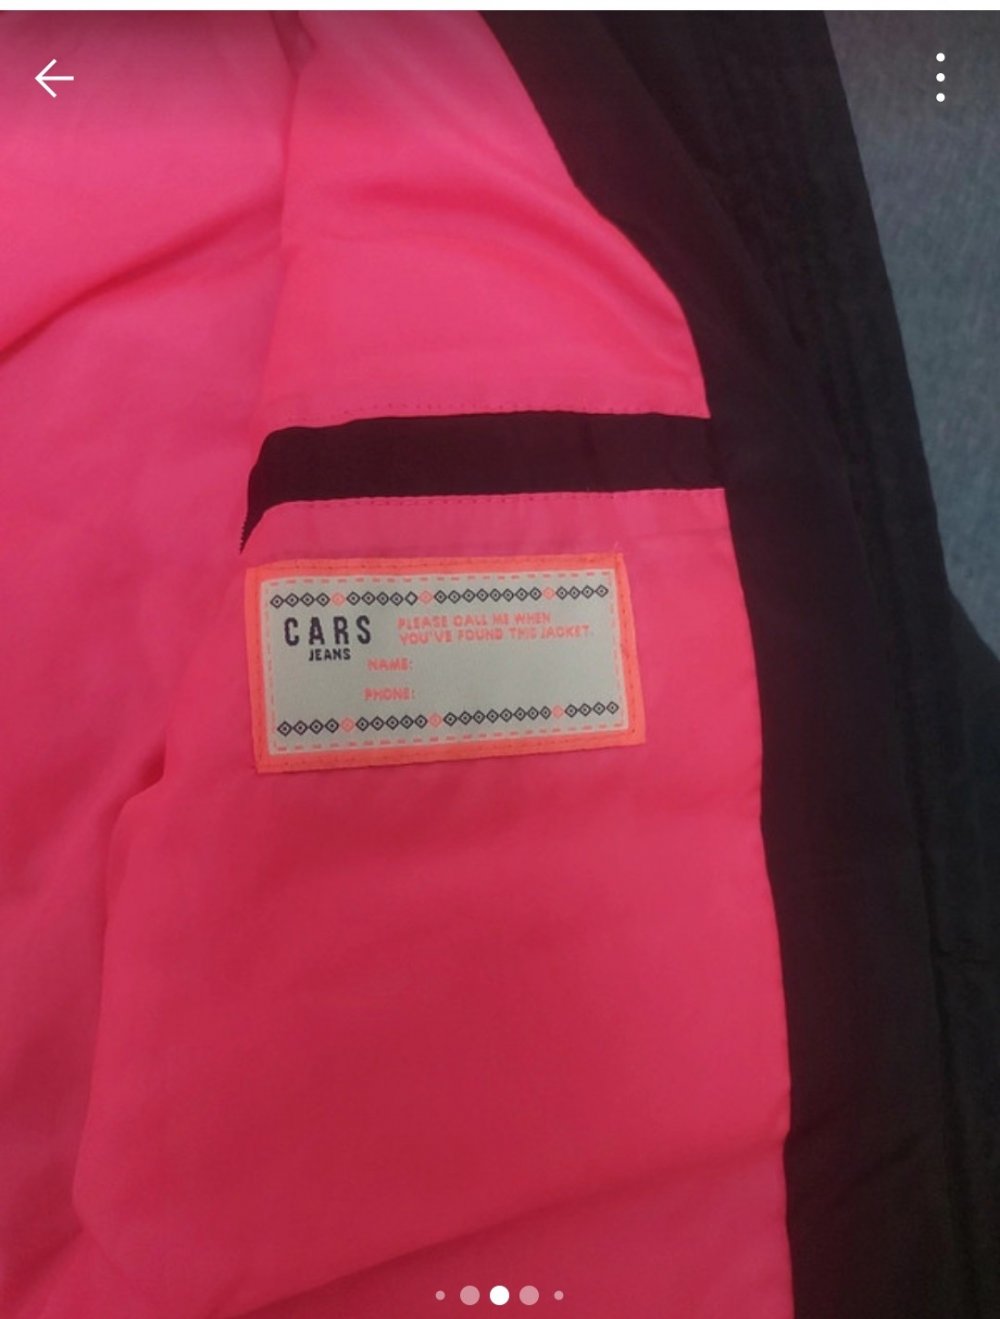 CARS
JEANS
PLEASE CALL ME WHEN
YOU'VE FOUND THIS JACKET.
NAME:
PHONE: